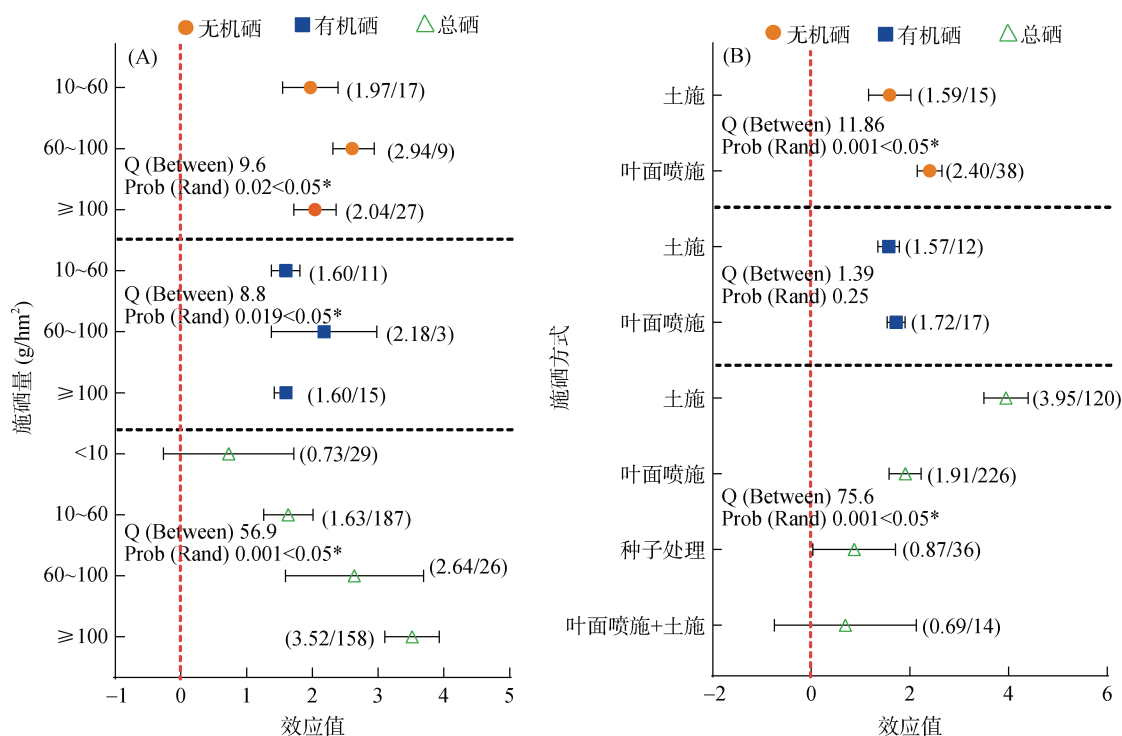 无机硒 有机硒 总硒
(A)
10~60 (1.97/17)
60~100 (2.94/9)
Q (Between) 9.6
Prob (Rand) 0.02<0.05*
≥100 (2.04/27)
10~60 (1.60/11)
Q (Between) 8.8
Prob (Rand) 0.019<0.05*
60~100 (2.18/3)
≥100 (1.60/15)
<10 (0.73/29)
10~60 (1.63/187)
Q (Between) 56.9
Prob (Rand) 0.001<0.05*
60~100 (2.64/26)
≥100 (3.52/158)
施硒量 (g/hm²)
−1 0 1 2 3 4 5
效应值
无机硒 有机硒 总硒
(B)
土施 (1.59/15)
Q (Between) 11.86
Prob (Rand) 0.001<0.05*
叶面喷施 (2.40/38)
土施 (1.57/12)
Q (Between) 1.39
Prob (Rand) 0.25
叶面喷施 (1.72/17)
土施 (3.95/120)
叶面喷施 (1.91/226)
Q (Between) 75.6
Prob (Rand) 0.001<0.05*
种子处理 (0.87/36)
叶面喷施+土施 (0.69/14)
施硒方式
−2 0 2 4 6
效应值